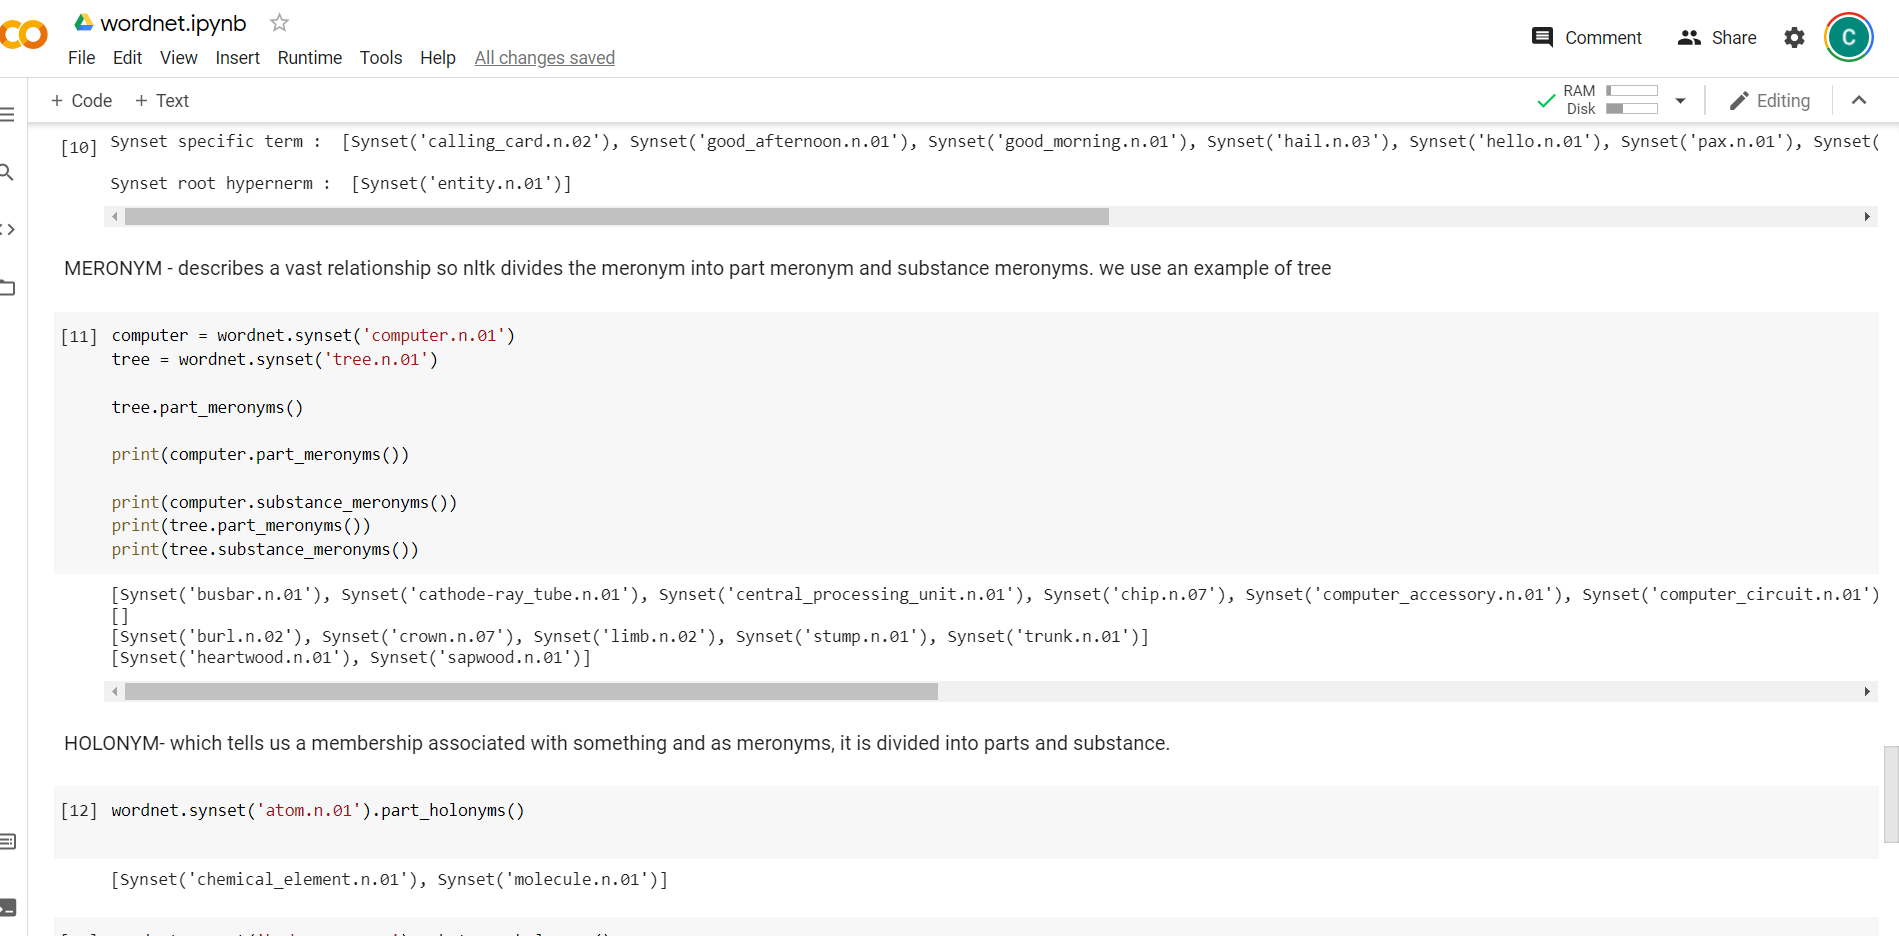 wordnet.ipynb
File Edit View Insert Runtime Tools Help All changes saved
Comment Share C
+ Code + Text
RAM
Disk
Editing
[10] Synset specific term :  [Synset('calling_card.n.02'), Synset('good_afternoon.n.01'), Synset('good_morning.n.01'), Synset('hail.n.03'), Synset('hello.n.01'), Synset('pax.n.01'), Synset(
Synset root hypernerm :  [Synset('entity.n.01')]
MERONYM - describes a vast relationship so nltk divides the meronym into part meronym and substance meronyms. we use an example of tree
[11] computer = wordnet.synset('computer.n.01')
tree = wordnet.synset('tree.n.01')
tree.part_meronyms()
print(computer.part_meronyms())
print(computer.substance_meronyms())
print(tree.part_meronyms())
print(tree.substance_meronyms())
[Synset('busbar.n.01'), Synset('cathode-ray_tube.n.01'), Synset('central_processing_unit.n.01'), Synset('chip.n.07'), Synset('computer_accessory.n.01'), Synset('computer_circuit.n.01')
[]
[Synset('burl.n.02'), Synset('crown.n.07'), Synset('limb.n.02'), Synset('stump.n.01'), Synset('trunk.n.01')]
[Synset('heartwood.n.01'), Synset('sapwood.n.01')]
HOLONYM- which tells us a membership associated with something and as meronyms, it is divided into parts and substance.
[12] wordnet.synset('atom.n.01').part_holonyms()
[Synset('chemical_element.n.01'), Synset('molecule.n.01')]